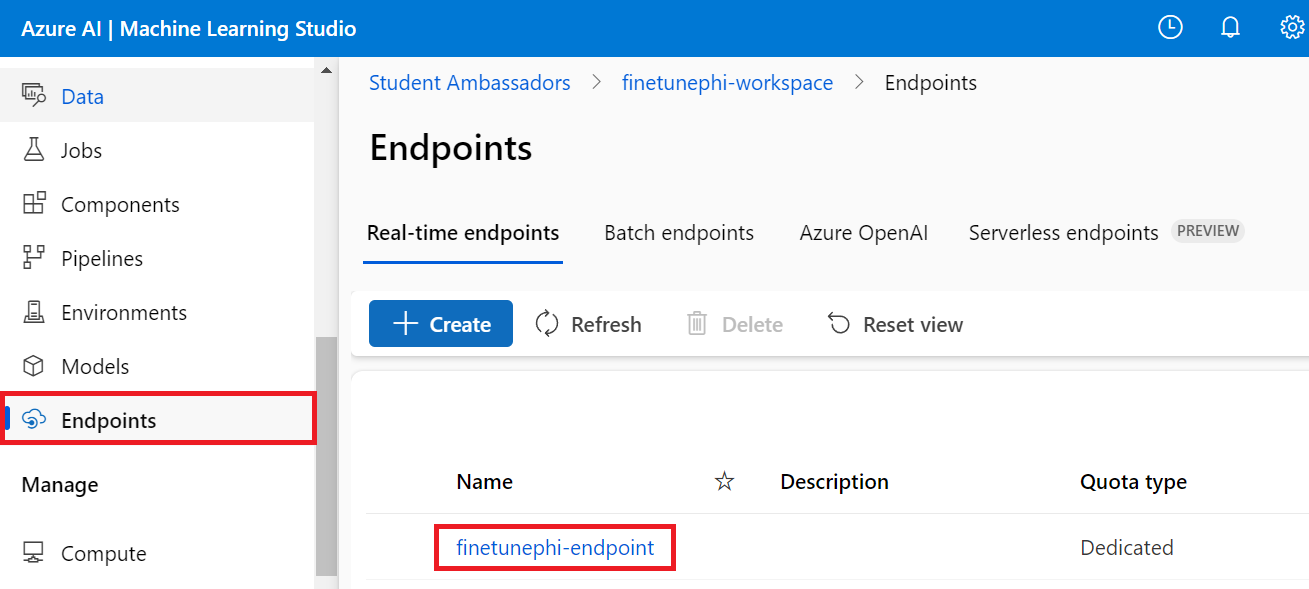 Azure AI | Machine Learning Studio
Data
Jobs
Components
Pipelines
Environments
Models
Endpoints
Manage
Compute
Student Ambassadors > finetunephi-workspace > Endpoints
Endpoints
Real-time endpoints Batch endpoints Azure OpenAI Serverless endpoints PREVIEW
Create Refresh Delete Reset view
Name Description Quota type
finetunephi-endpoint Dedicated